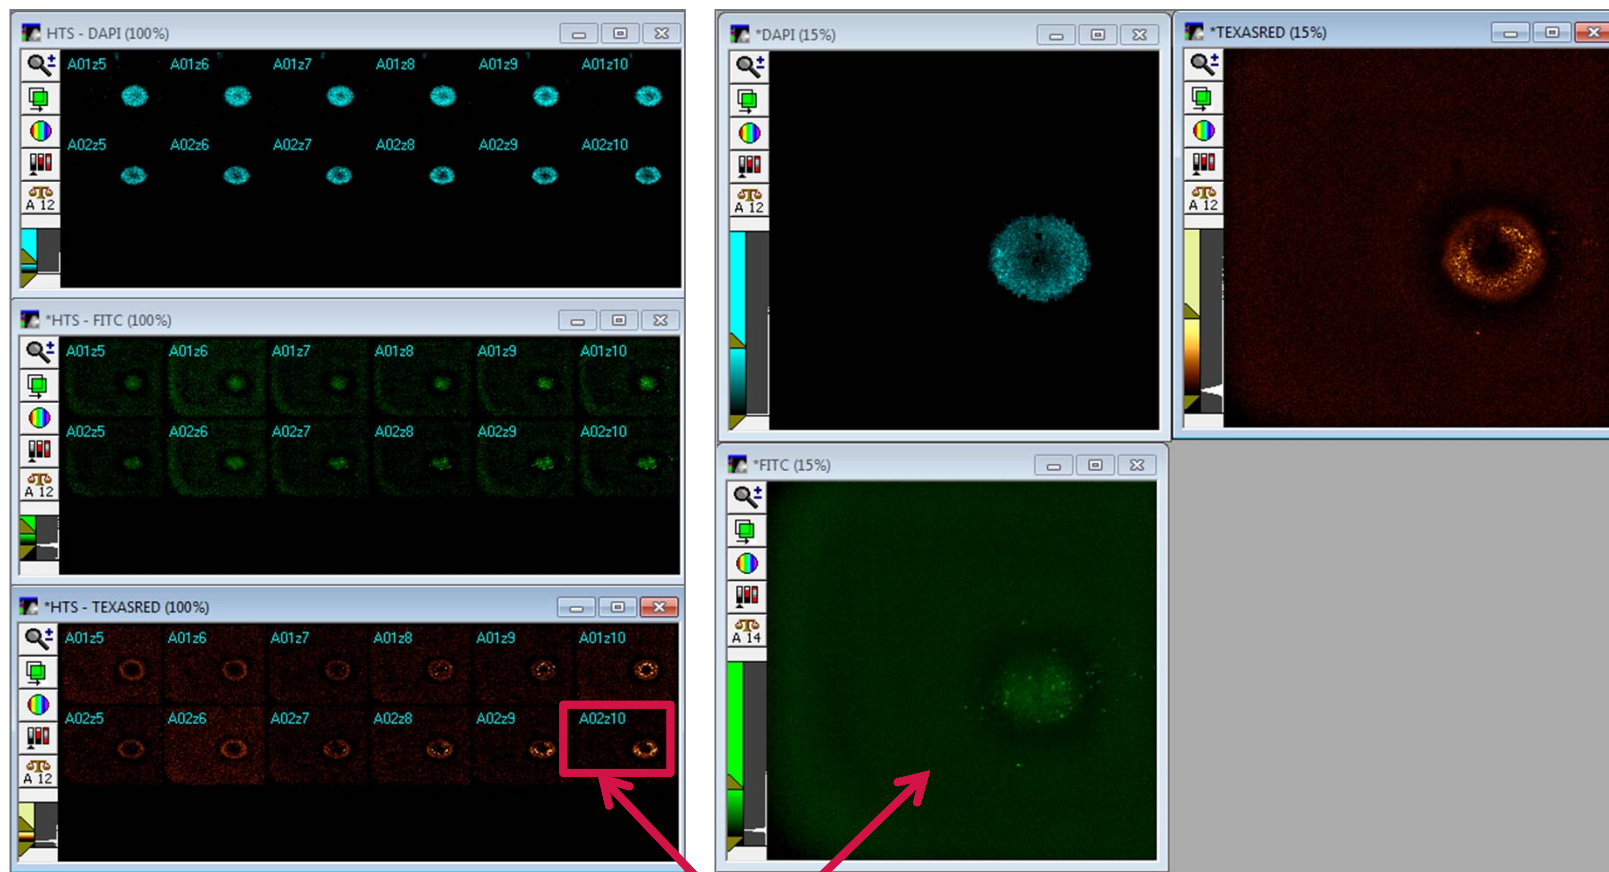 HTS - DAPI (100%)
A01z5 A01z6 A01z7 A01z8 A01z9 A01z10
A02z5 A02z6 A02z7 A02z8 A02z9 A02z10
A 12
*HTS - FITC (100%)
A01z5 A01z6 A01z7 A01z8 A01z9 A01z10
A02z5 A02z6 A02z7 A02z8 A02z9 A02z10
A 12
*HTS - TEXASRED (100%)
A01z5 A01z6 A01z7 A01z8 A01z9 A01z10
A02z5 A02z6 A02z7 A02z8 A02z9 A02z10
A 12
*DAPI (15%)
A 12
*TEXASRED (15%)
A 12
*FITC (15%)
A 14